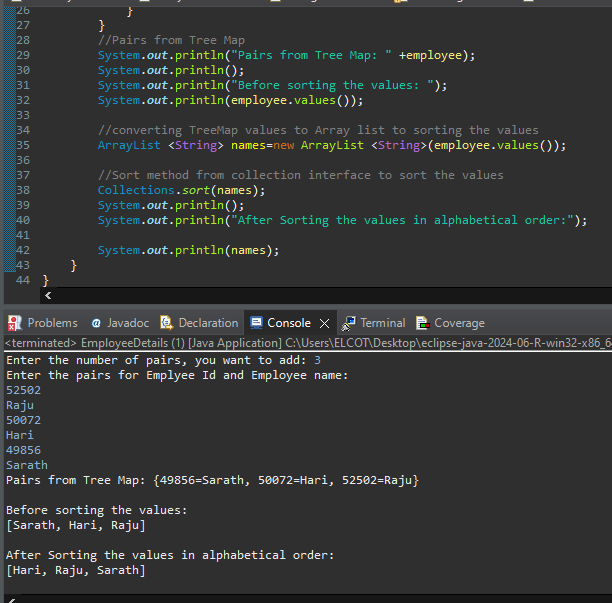 26 }
27 }
28 //Pairs from Tree Map
29 System.out.println("Pairs from Tree Map: " +employee);
30 System.out.println();
31 System.out.println("Before sorting the values: ");
32 System.out.println(employee.values());
33
34 //converting TreeMap values to Array list to sorting the values
35 ArrayList <String> names=new ArrayList <String>(employee.values());
36
37 //Sort method from collection interface to sort the values
38 Collections.sort(names);
39 System.out.println();
40 System.out.println("After Sorting the values in alphabetical order:");
41
42 System.out.println(names);
43 }
44 }
Problems @ Javadoc Declaration Console Terminal Coverage
<terminated> EmployeeDetails (1) [Java Application] C:\Users\ELCOT\Desktop\eclipse-java-2024-06-R-win32-x86_6
Enter the number of pairs, you want to add: 3
Enter the pairs for Emplyee Id and Employee name:
52502
Raju
50072
Hari
49856
Sarath
Pairs from Tree Map: {49856=Sarath, 50072=Hari, 52502=Raju}
Before sorting the values:
[Sarath, Hari, Raju]
After Sorting the values in alphabetical order:
[Hari, Raju, Sarath]